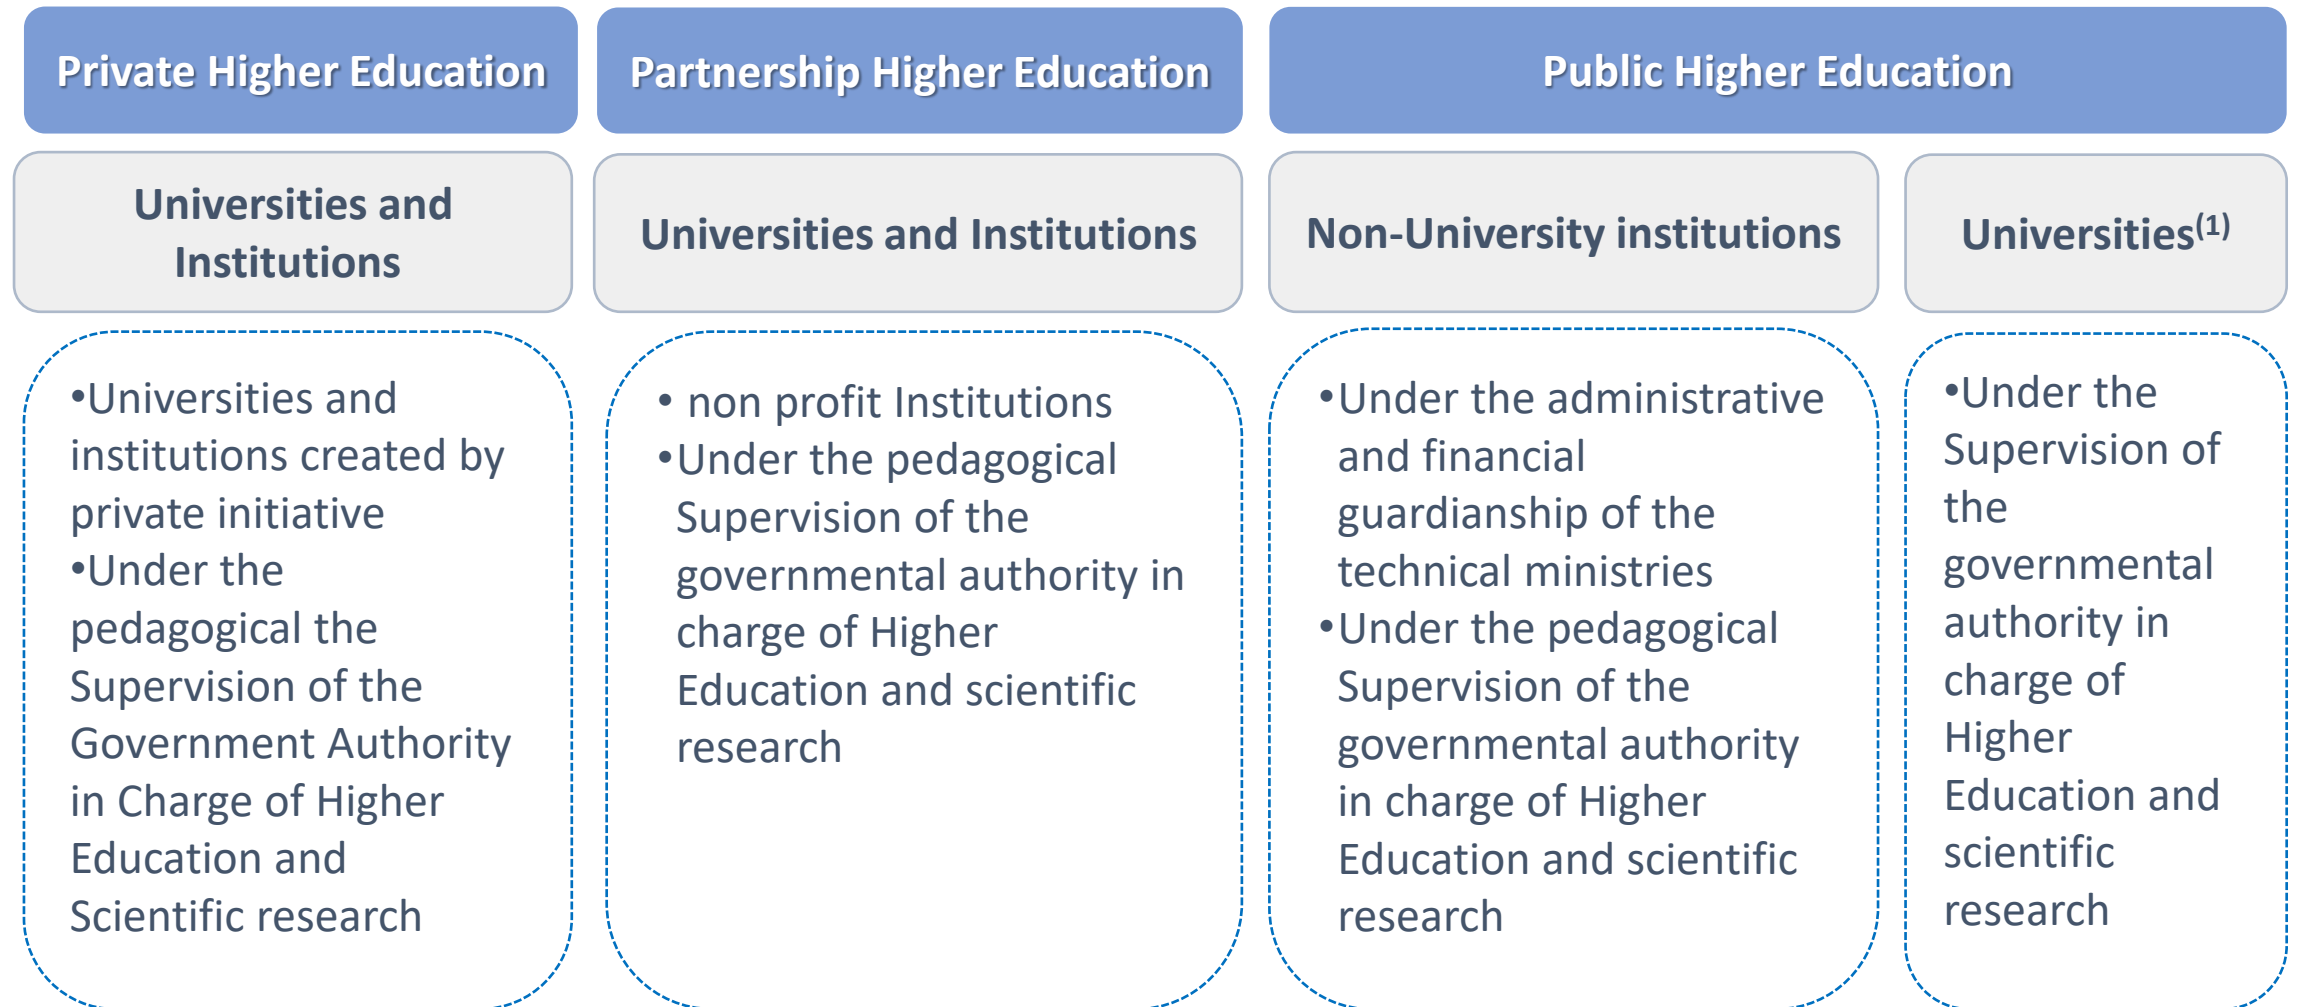 Private Higher Education
Partnership Higher Education
Public Higher Education
Universities and
Institutions
Universities and Institutions
Non-University institutions
Universities(1)
•Universities and
institutions created by
private initiative
•Under the
pedagogical the
Supervision of the
Government Authority
in Charge of Higher
Education and
Scientific research
• non profit Institutions
•Under the pedagogical
Supervision of the
governmental authority in
charge of Higher
Education and scientific
research
•Under the administrative
and financial
guardianship of the
technical ministries
•Under the pedagogical
Supervision of the
governmental authority
in charge of Higher
Education and scientific
research
•Under the
Supervision of
the
governmental
authority in
charge of
Higher
Education and
scientific
research